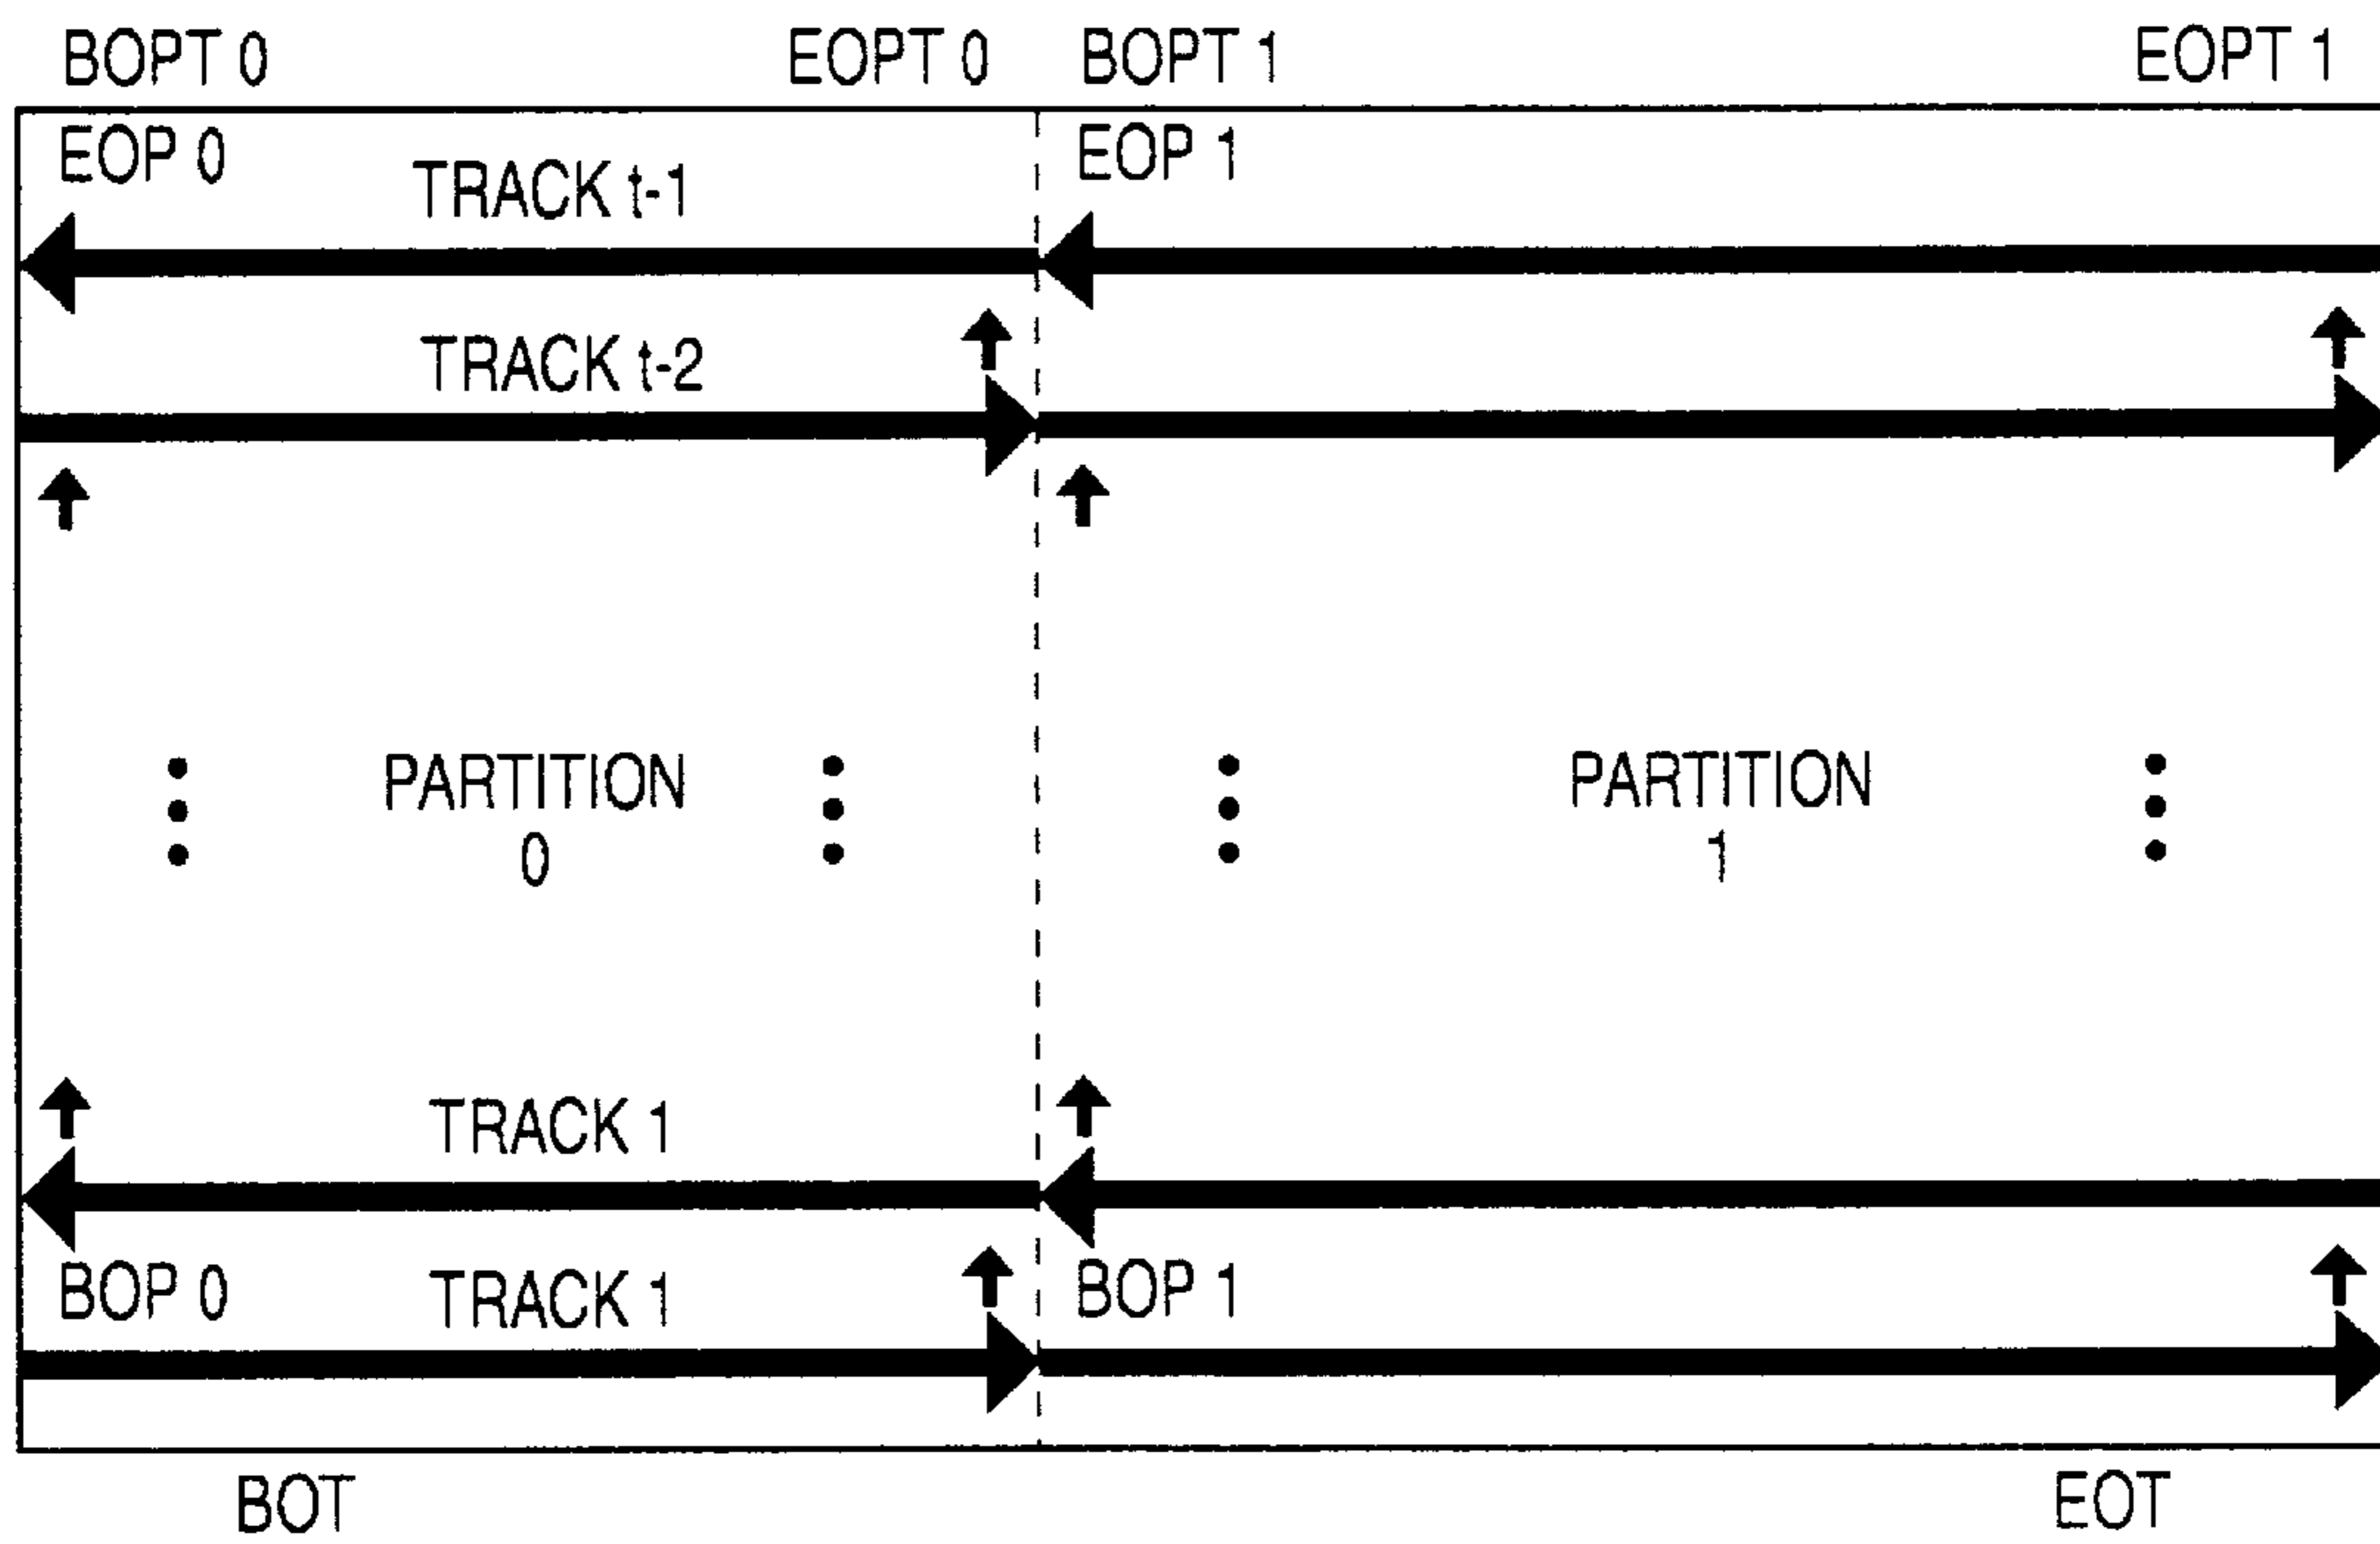 BOPT 0 EOPT 0 BOPT 1 EOPT 1
EOP 0 EOP 1
TRACK t-1
TRACK t-2
PARTITION PARTITION
0 1
TRACK 1
BOP 0 TRACK 1 BOP 1
BOT EOT